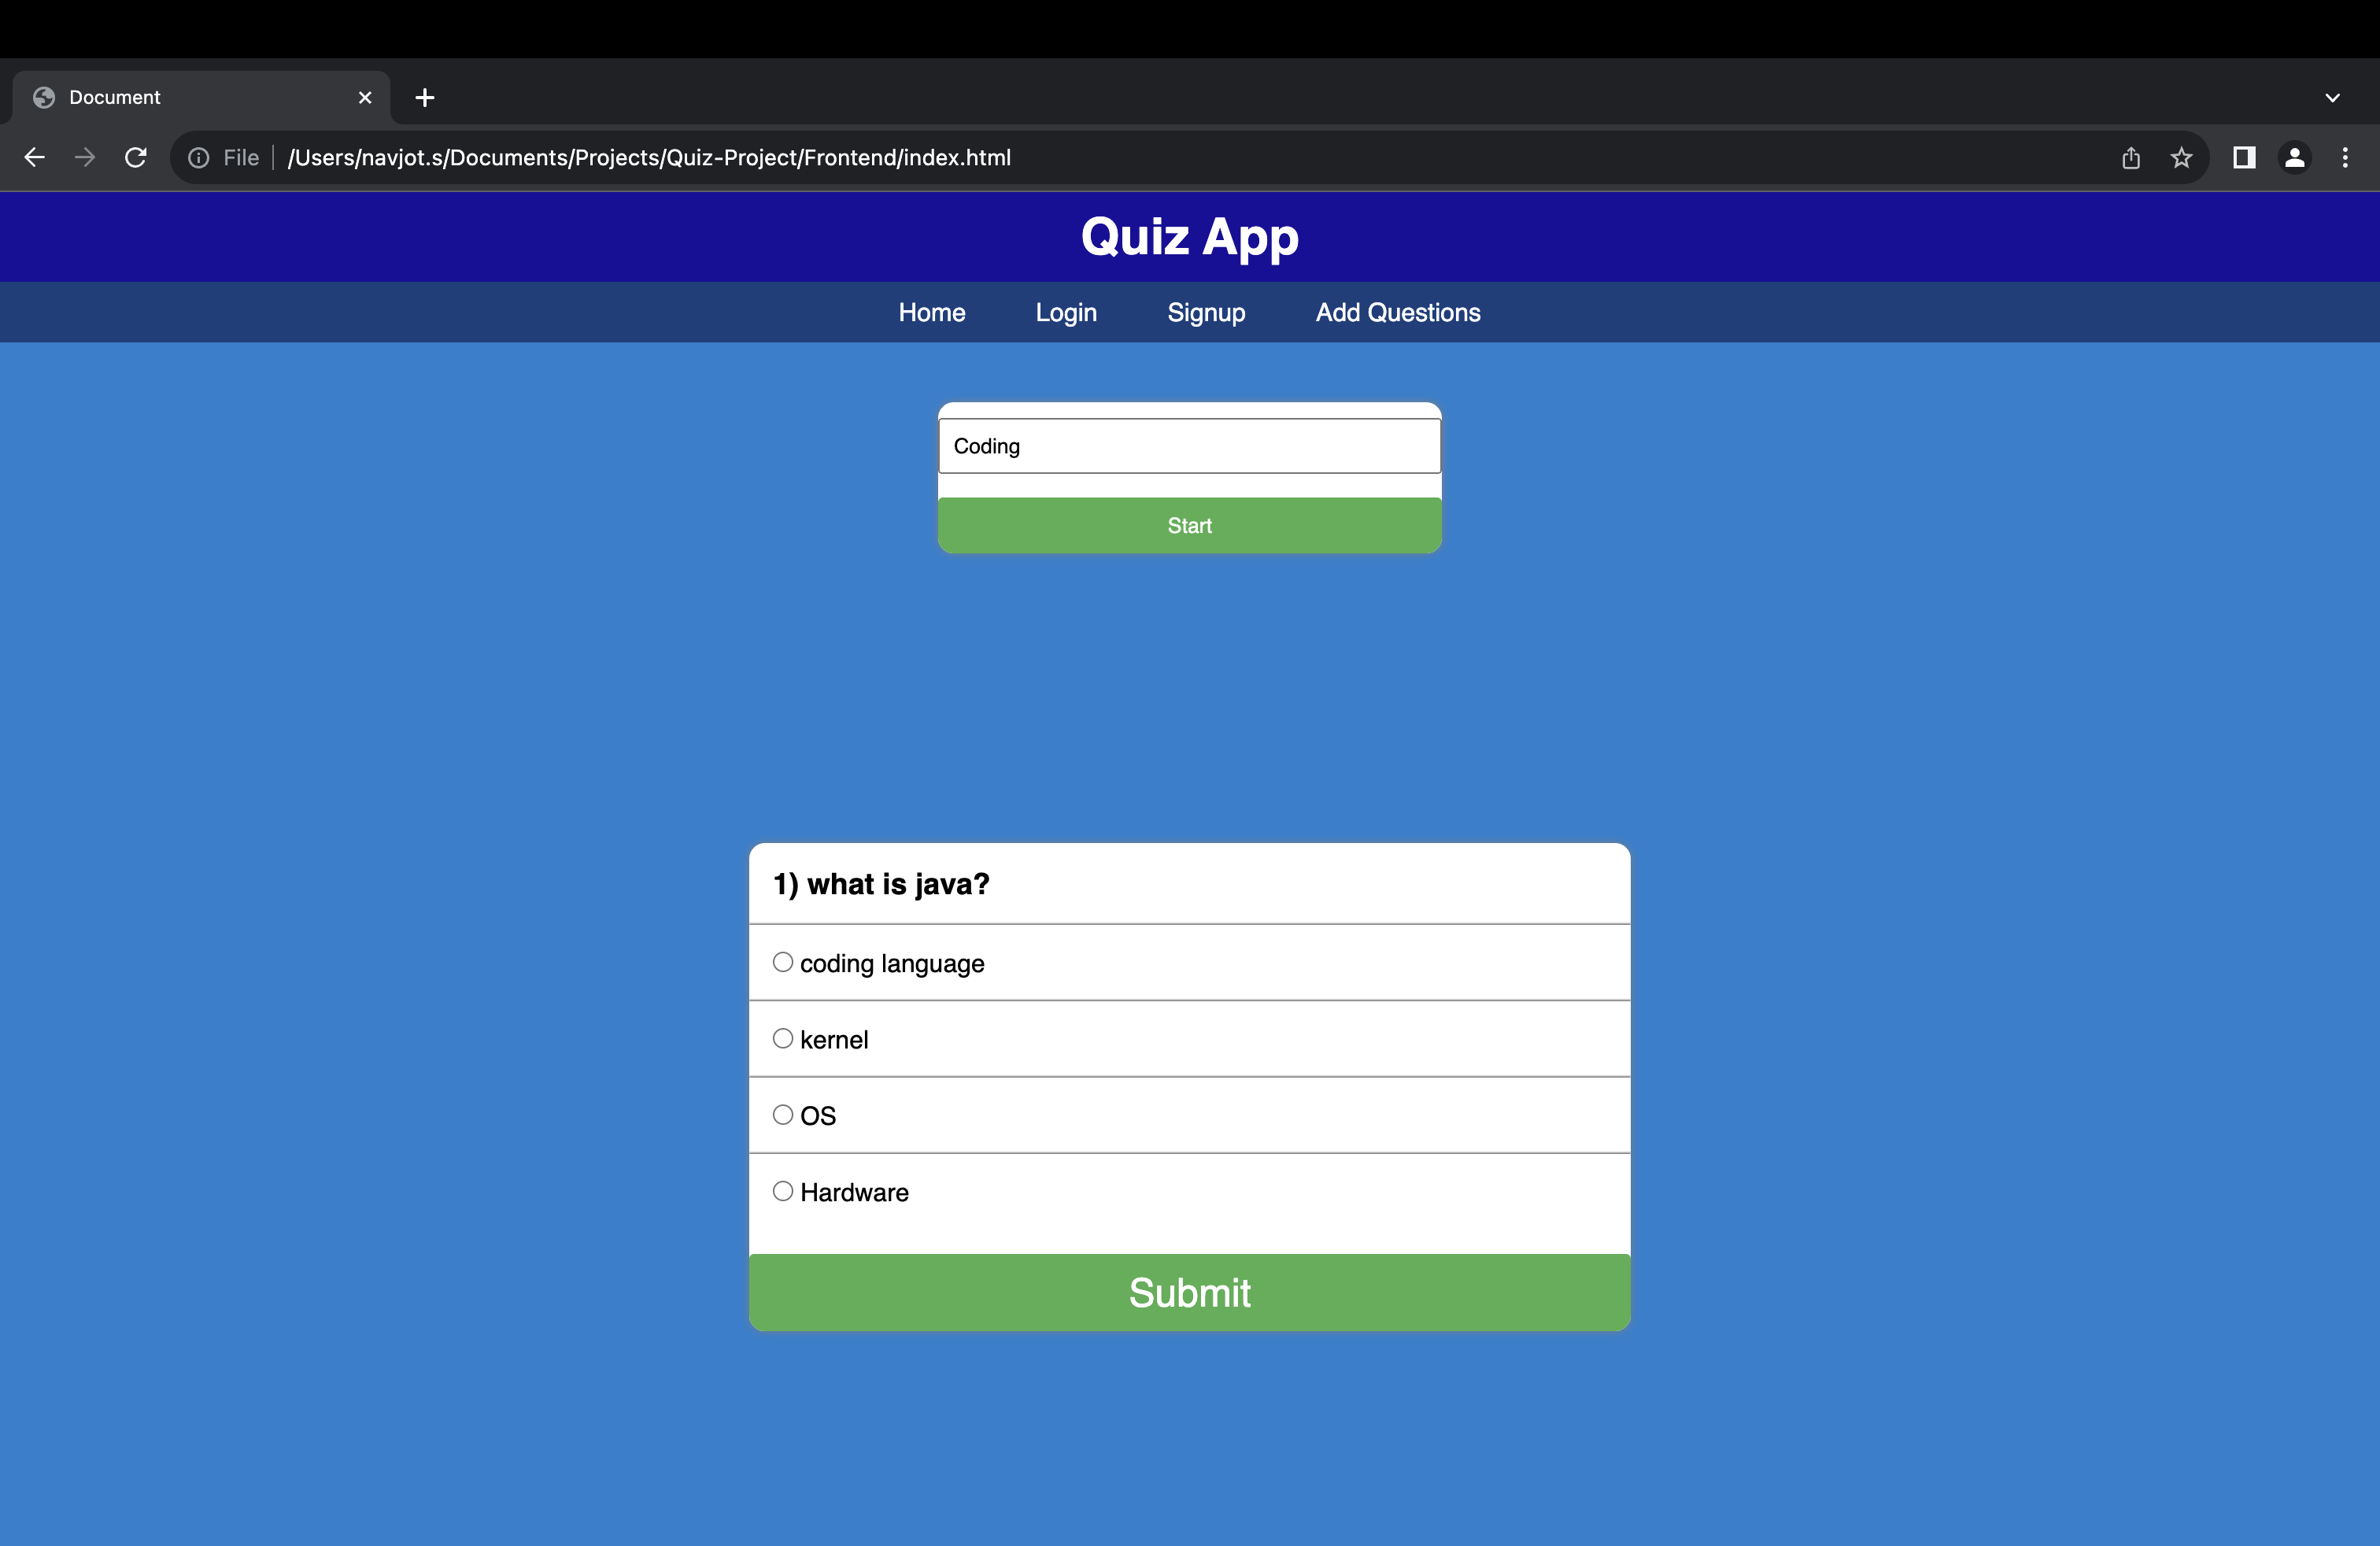 Document
File /Users/navjot.s/Documents/Projects/Quiz-Project/Frontend/index.html
Quiz App
Home Login Signup Add Questions
Coding
Start
1) what is java?
coding language
kernel
OS
Hardware
Submit